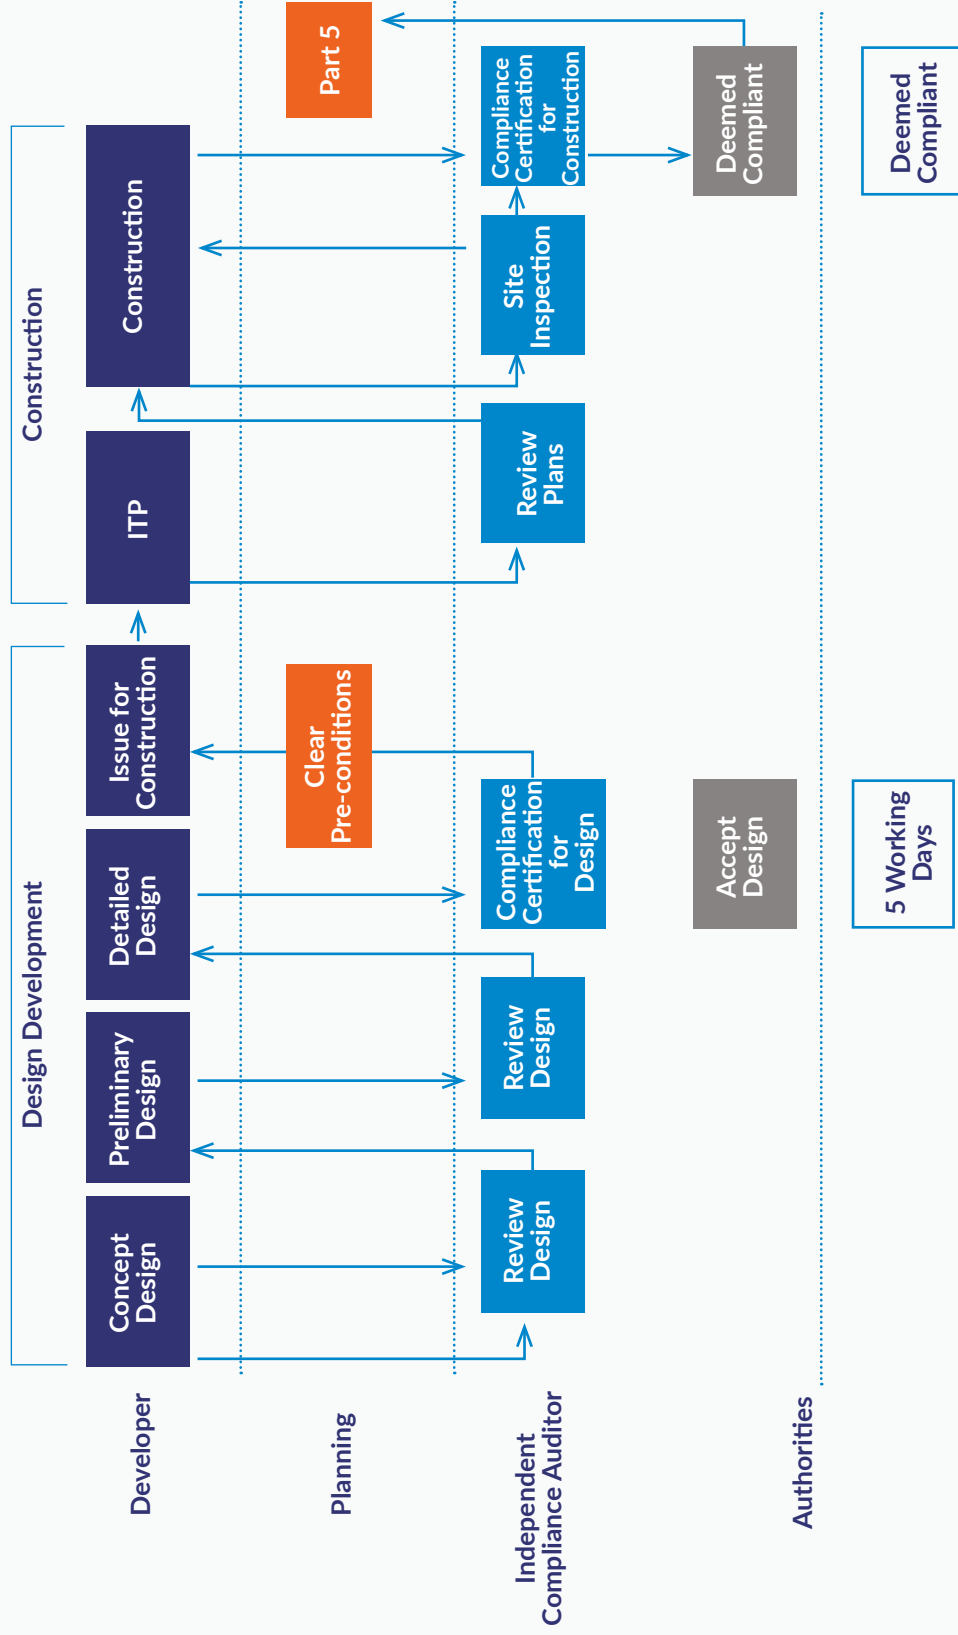 Design Development
Construction
Developer
Concept
Design
Preliminary
Design
Detailed
Design
Issue for
Construction
ITP
Construction
Planning
Clear
Pre-conditions
Part 5
Independent
Compliance Auditor
Review
Design
Review
Design
Compliance
Certification
for
Design
Review
Plans
Site
Inspection
Compliance
Certification
for
Construction
Authorities
Accept
Design
Deemed
Compliant
5 Working
Days
Deemed
Compliant